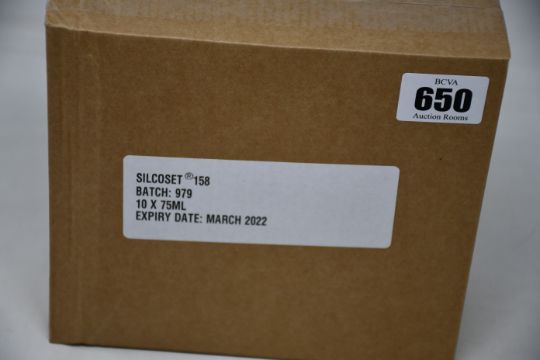 BCVA
650
Auction Rooms
SILCOSET ®158
BATCH: 979
10 X 75ML
EXPIRY DATE: MARCH 2022